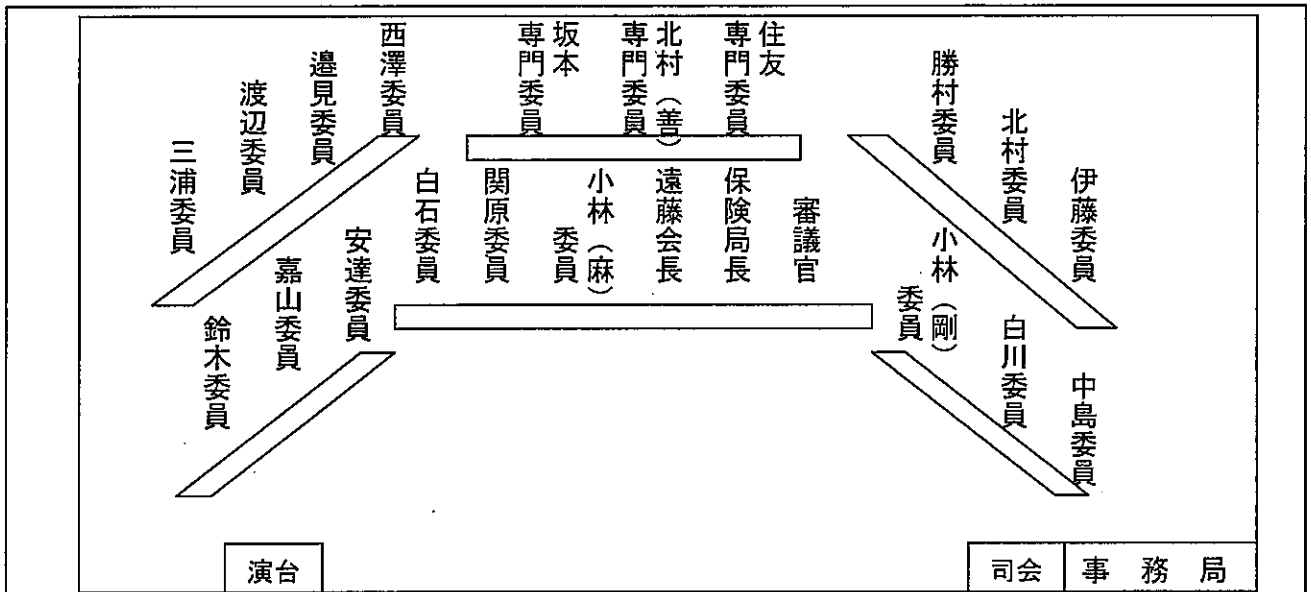 西澤委員
邉見委員
渡辺委員
三浦委員
坂本
専門委員
北村(善)
専門委員
住友
専門委員
勝村委員
北村委員
伊藤委員
白石委員
関原委員
小林(麻)
委員
遠藤会長
保険局長
審議官
安達委員
嘉山委員
鈴木委員
小林(剛)
委員
白川委員
中島委員
演台
司会
事務局